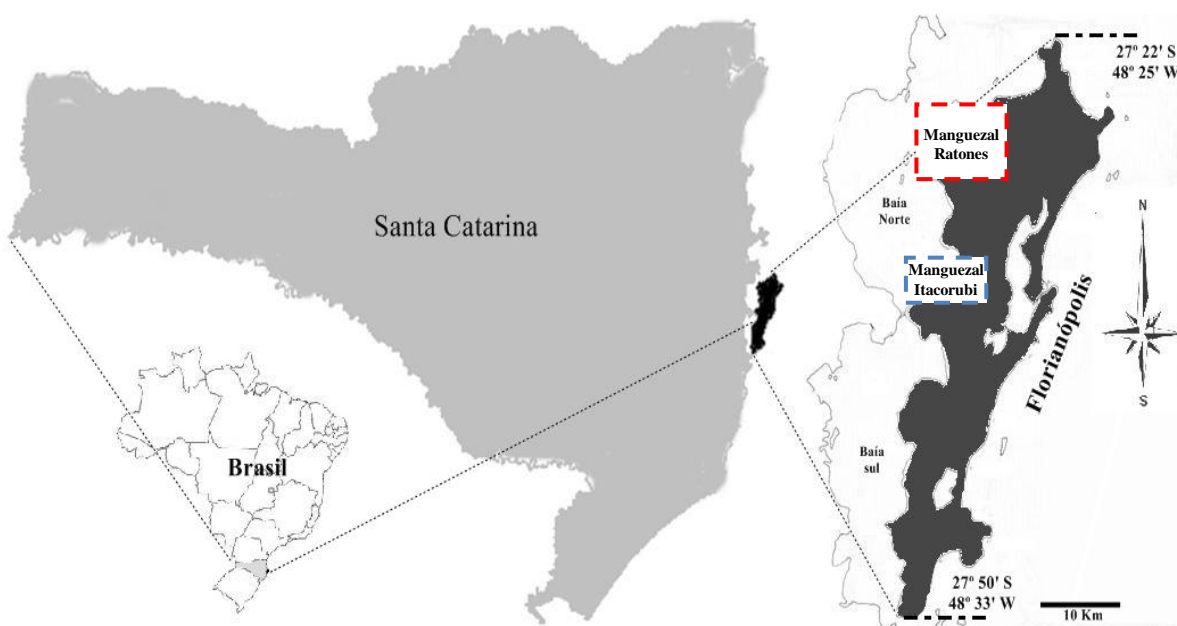 Santa Catarina
Brasil
27º 22' S
48º 25' W
Manguezal
Ratones
Baía
Norte
Manguezal
Itacorubi
Florianópolis
N
S
Baía
sul
27º 50' S
48º 33' W
10 Km